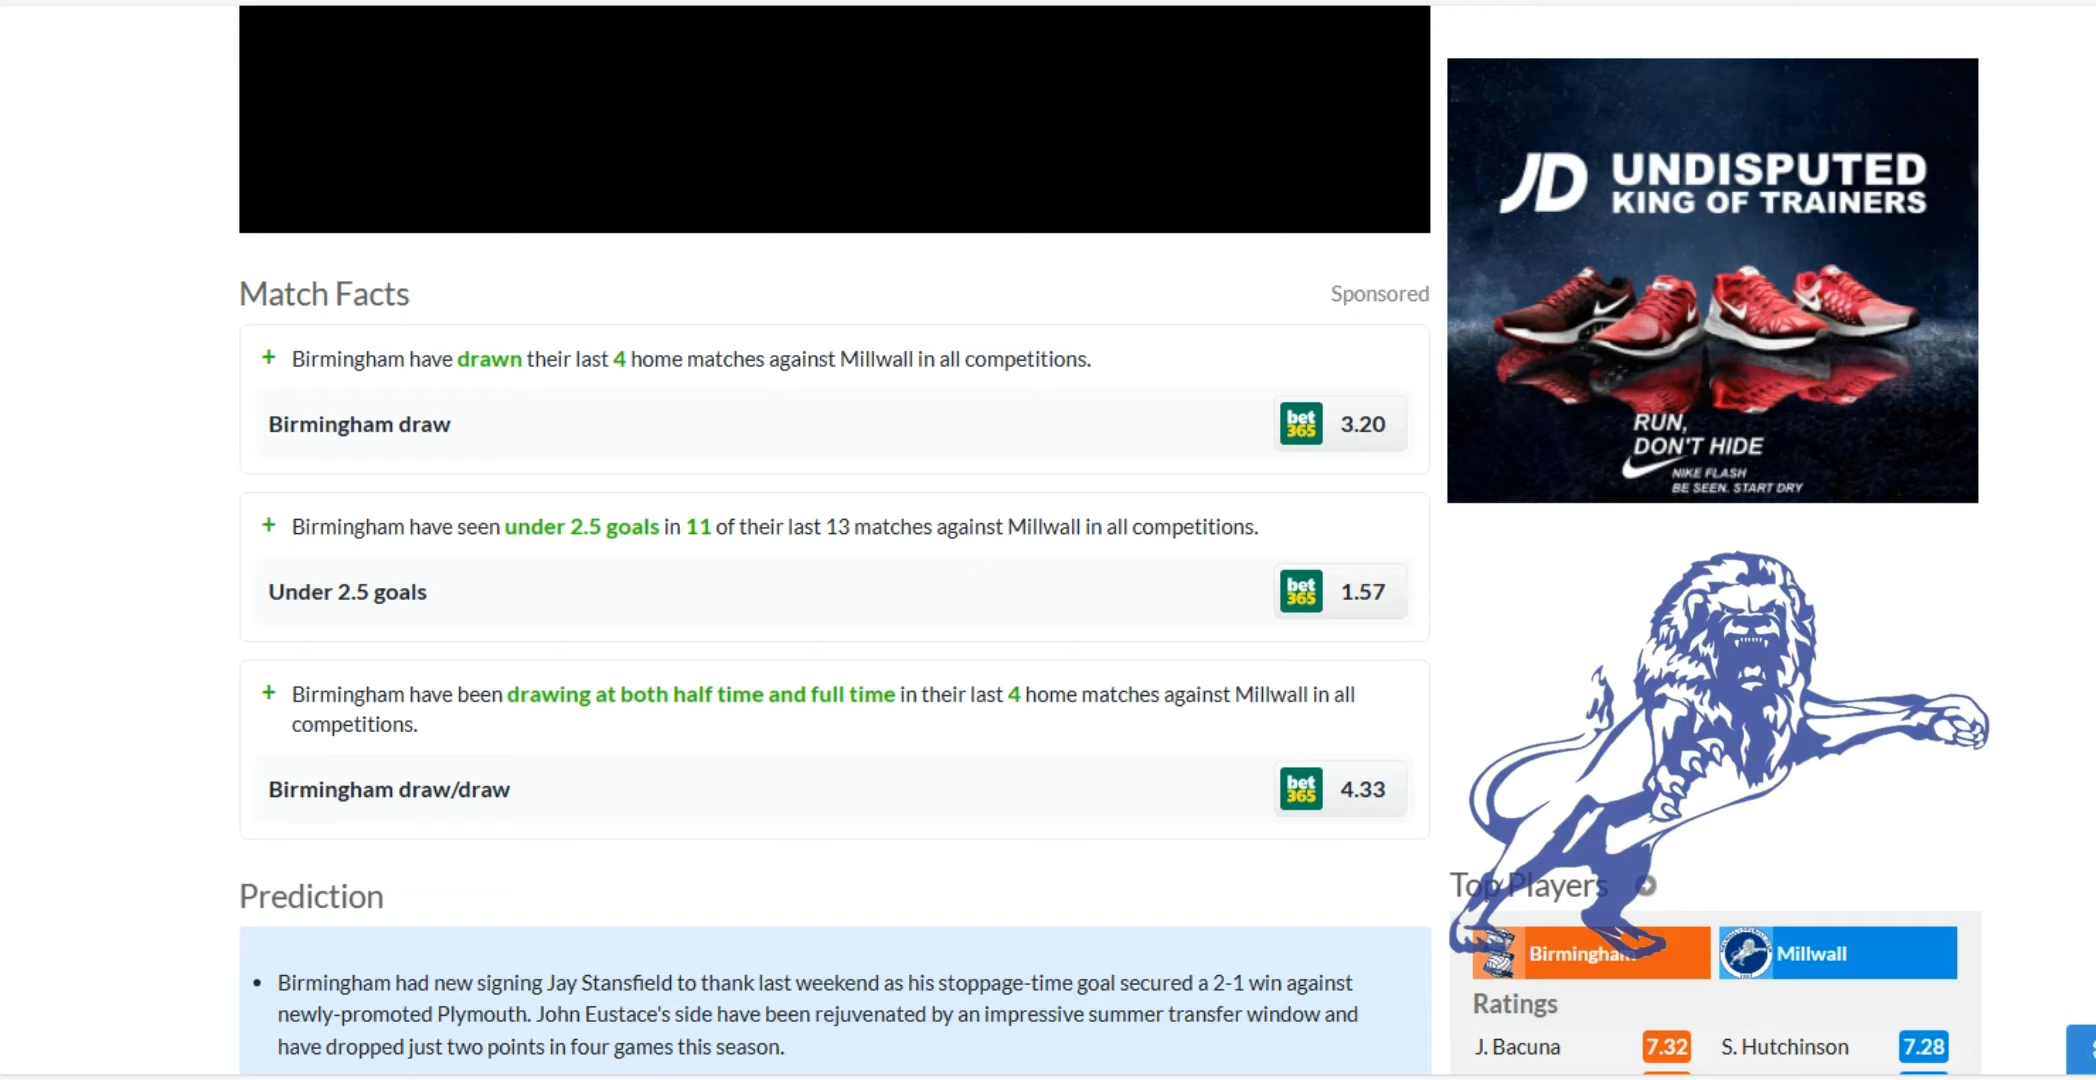 JD UNDISPUTED
KING OF TRAINERS
RUN,
DON'T HIDE
NIKE FLASH
BE SEEN. START DRY
Match Facts
Sponsored
+ Birmingham have drawn their last 4 home matches against Millwall in all competitions.
Birmingham draw
bet
365
3.20
+ Birmingham have seen under 2.5 goals in 11 of their last 13 matches against Millwall in all competitions.
Under 2.5 goals
bet
365
1.57
+ Birmingham have been drawing at both half time and full time in their last 4 home matches against Millwall in all
competitions.
Birmingham draw/draw
bet
365
4.33
Prediction
• Birmingham had new signing Jay Stansfield to thank last weekend as his stoppage-time goal secured a 2-1 win against
newly-promoted Plymouth. John Eustace's side have been rejuvenated by an impressive summer transfer window and
have dropped just two points in four games this season.
Top Players
Birmingham
Millwall
Ratings
J. Bacuna 7.32 S. Hutchinson 7.28